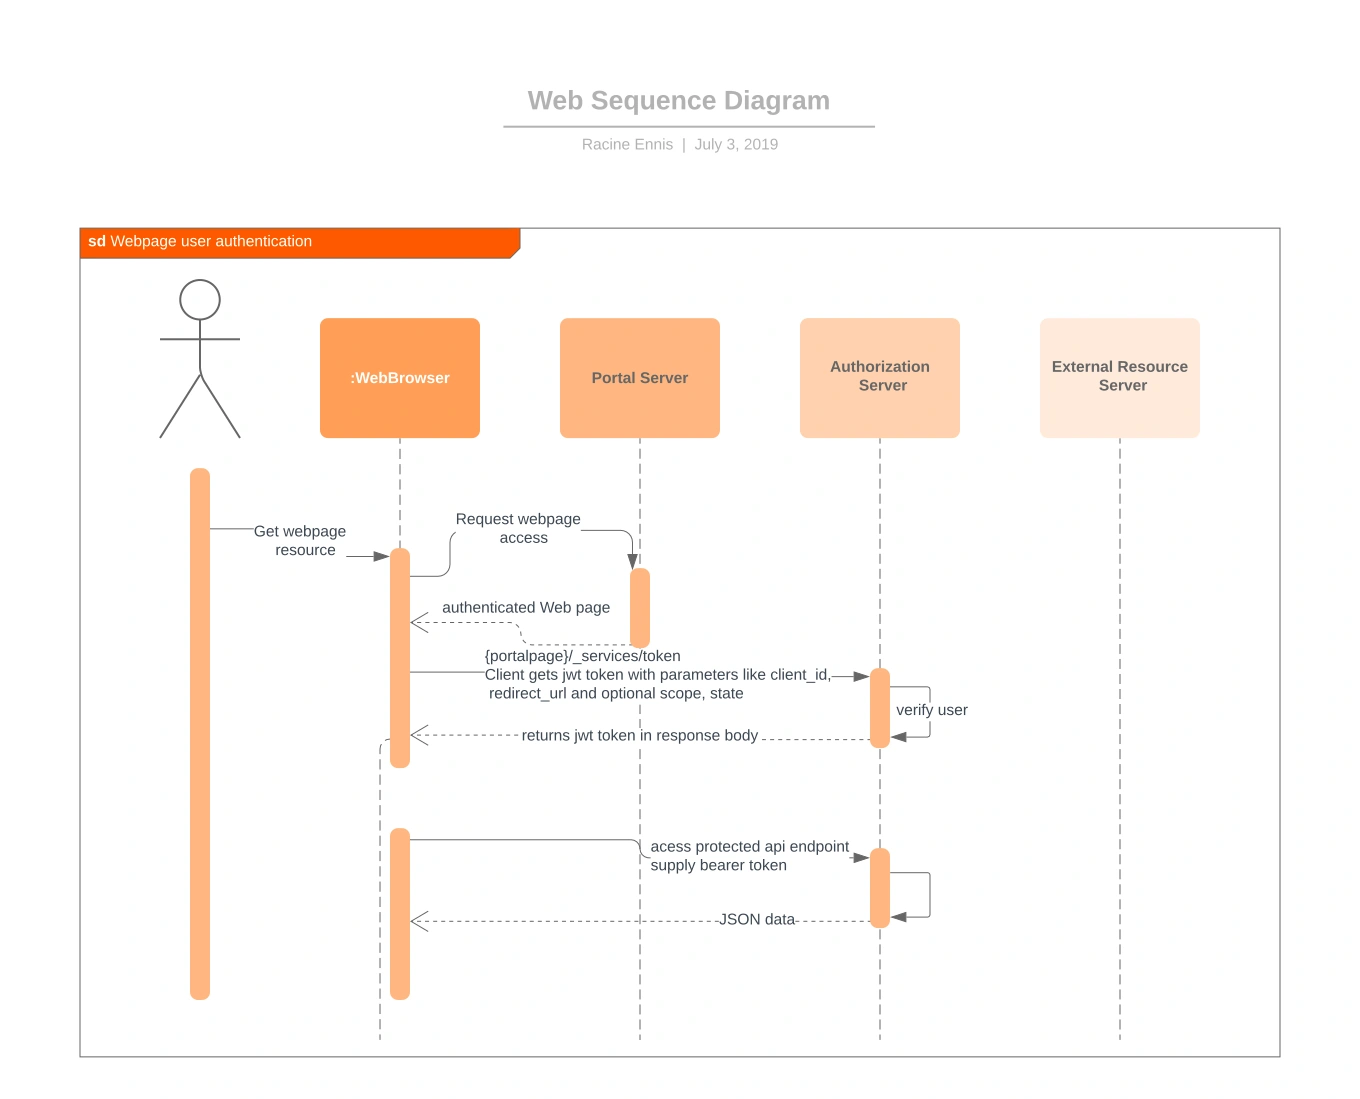 Web Sequence Diagram
Racine Ennis | July 3, 2019
sd Webpage user authentication
:WebBrowser
Portal Server
Authorization
Server
External Resource
Server
Get webpage
resource
Request webpage
access
authenticated Web page
{portalpage}/_services/token
Client gets jwt token with parameters like client_id,
redirect_url and optional scope, state
verify user
returns jwt token in response body
acess protected api endpoint
supply bearer token
JSON data